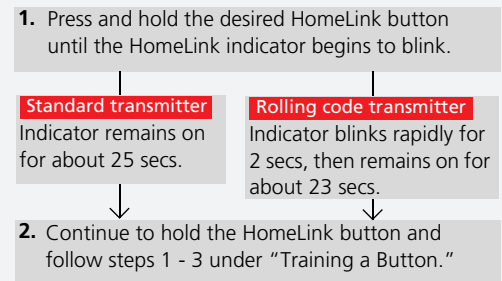 1. Press and hold the desired HomeLink button
until the HomeLink indicator begins to blink.
Standard transmitter
Indicator remains on
for about 25 secs.
Rolling code transmitter
Indicator blinks rapidly for
2 secs, then remains on for
about 23 secs.
2. Continue to hold the HomeLink button and
follow steps 1 - 3 under “Training a Button.”